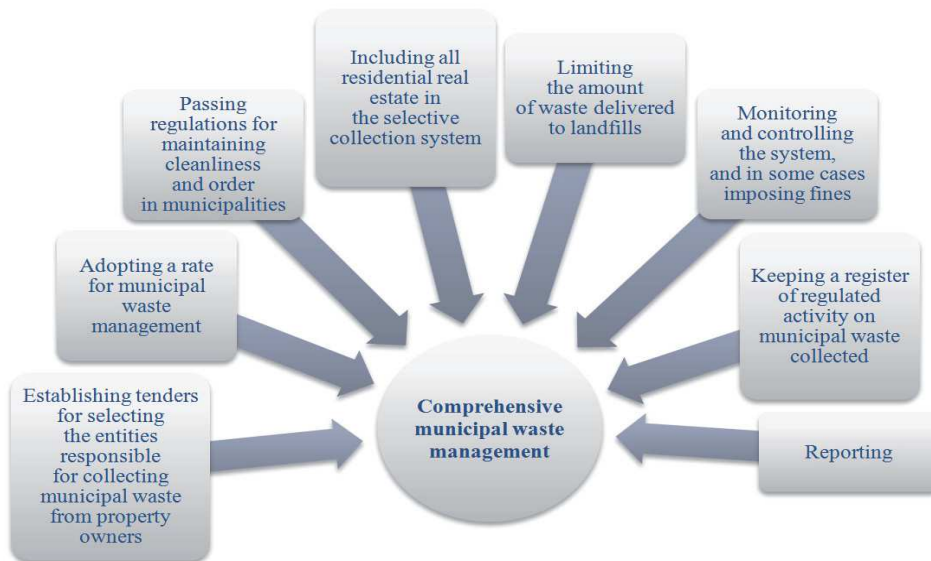 Establishing tenders
for selecting
the entities
responsible
for collecting
municipal waste
from property
owners
Adopting a rate
for municipal
waste
management
Passing
regulations for
maintaining
cleanliness
and order
in municipalities
Including all
residential real
estate in
the selective
collection system
Limiting
the amount
of waste delivered
to landfills
Monitoring
and controlling
the system,
and in some cases
imposing fines
Keeping a register
of regulated
activity on
municipal waste
collected
Reporting
Comprehensive
municipal waste
management